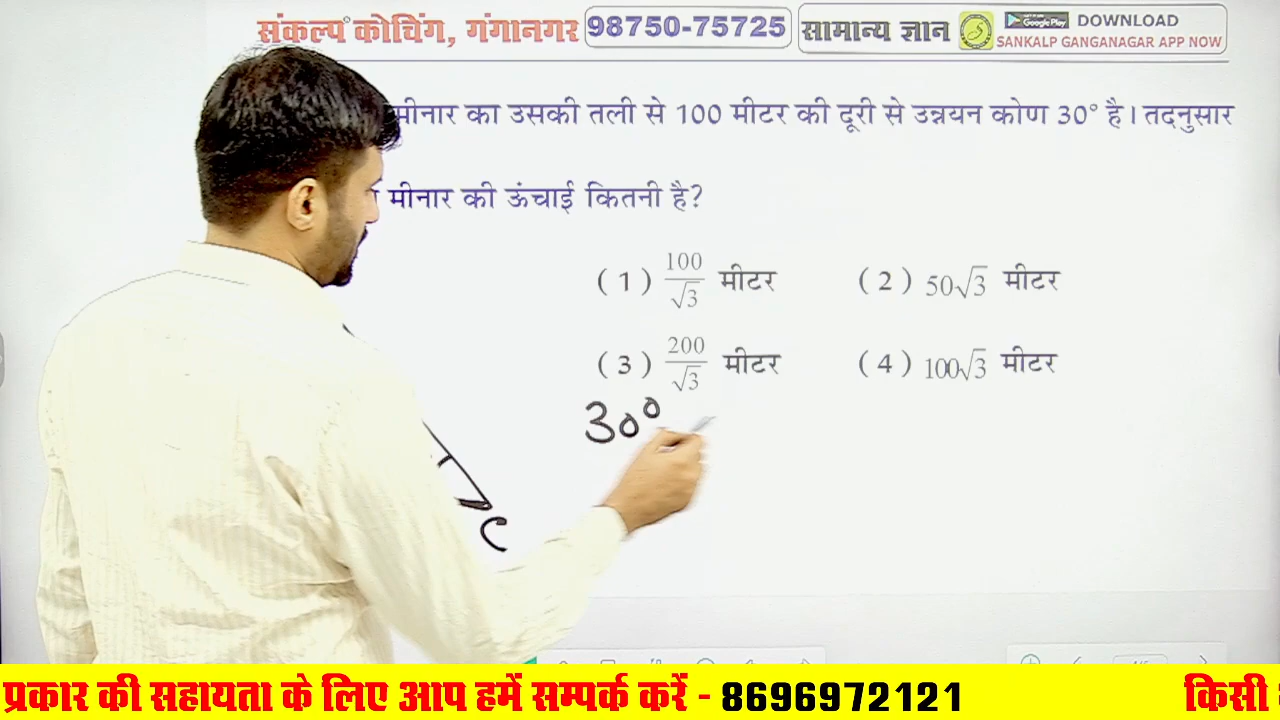 संकल्प कोचिंग, गंगानगर 98750-75725 सामान्य ज्ञान Google Play DOWNLOAD
SANKALP GANGANAGAR APP NOW
मीनार का उसकी तली से 100 मीटर की दूरी से उन्नयन कोण 30° है। तदनुसार
मीनार की ऊंचाई कितनी है?
(1) 100/√3 मीटर (2) 50√3 मीटर
(3) 200/√3 मीटर (4) 100√3 मीटर
30°
C
प्रकार की सहायता के लिए आप हमें सम्पर्क करें - 8696972121 किसी